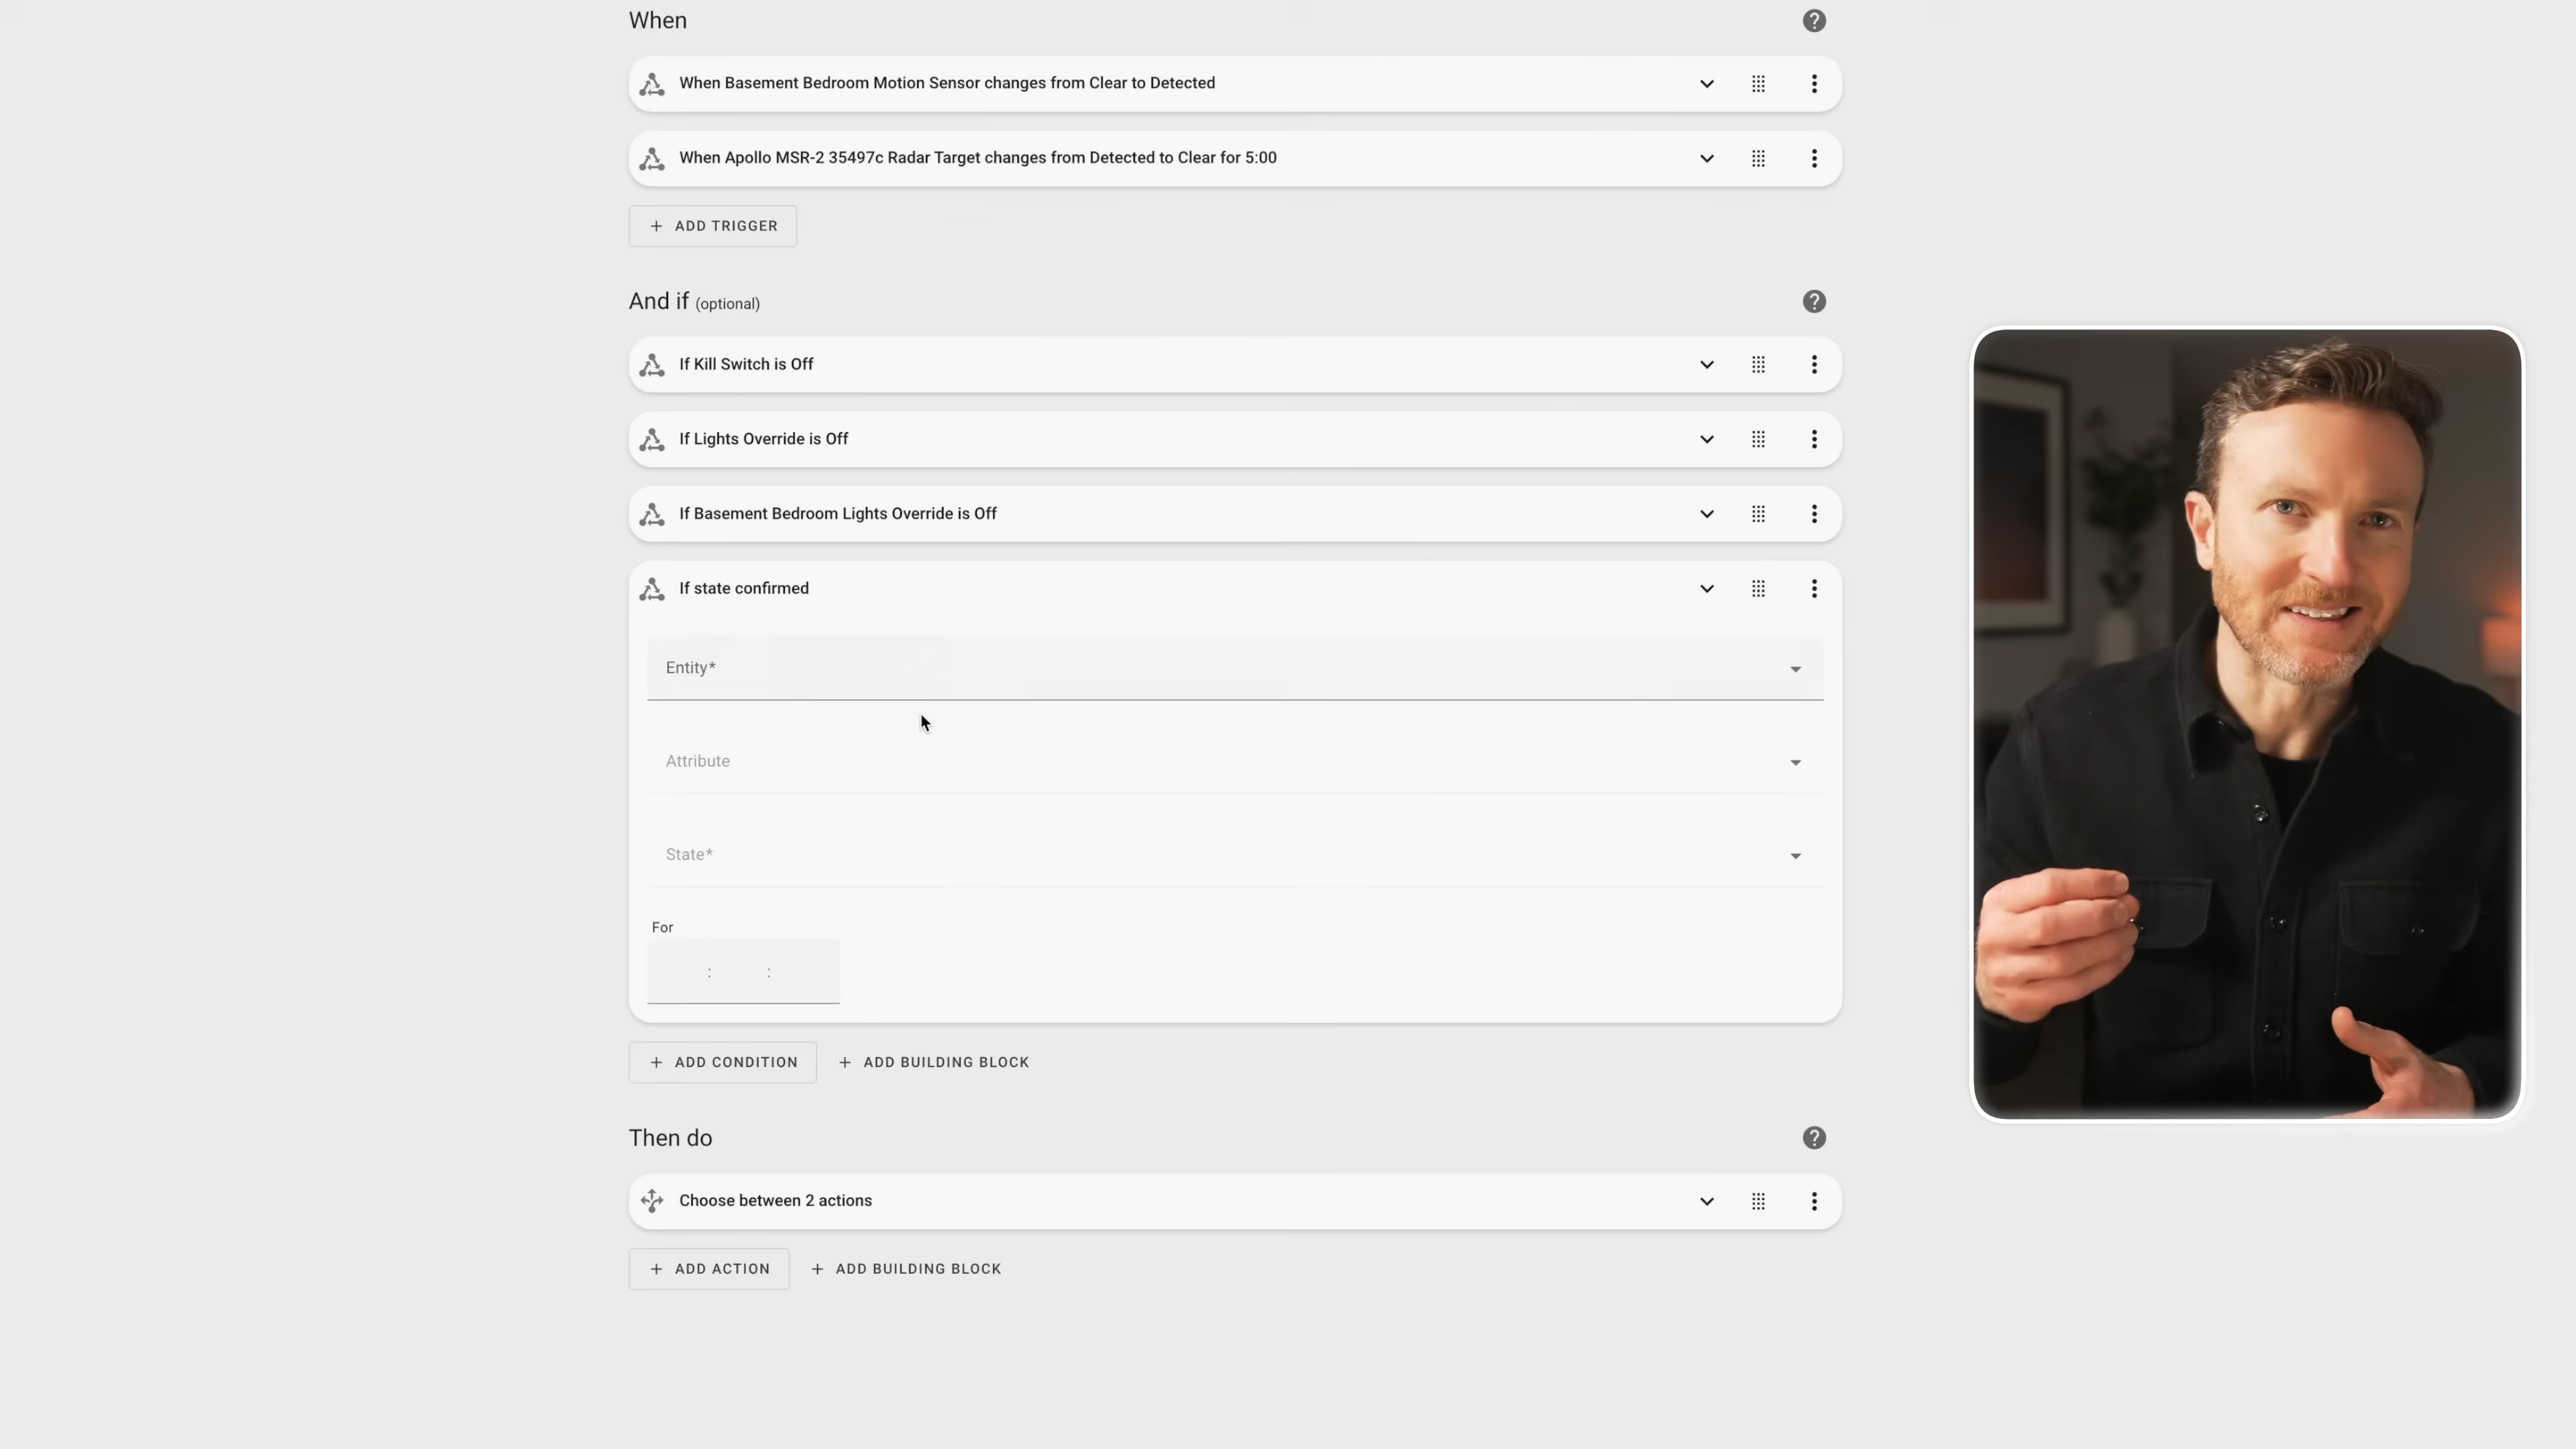 When
When Basement Bedroom Motion Sensor changes from Clear to Detected
When Apollo MSR-2 35497c Radar Target changes from Detected to Clear for 5:00
+ ADD TRIGGER
And if (optional)
If Kill Switch is Off
If Lights Override is Off
If Basement Bedroom Lights Override is Off
If state confirmed
Entity*
Attribute
State*
For
: :
+ ADD CONDITION + ADD BUILDING BLOCK
Then do
Choose between 2 actions
+ ADD ACTION + ADD BUILDING BLOCK